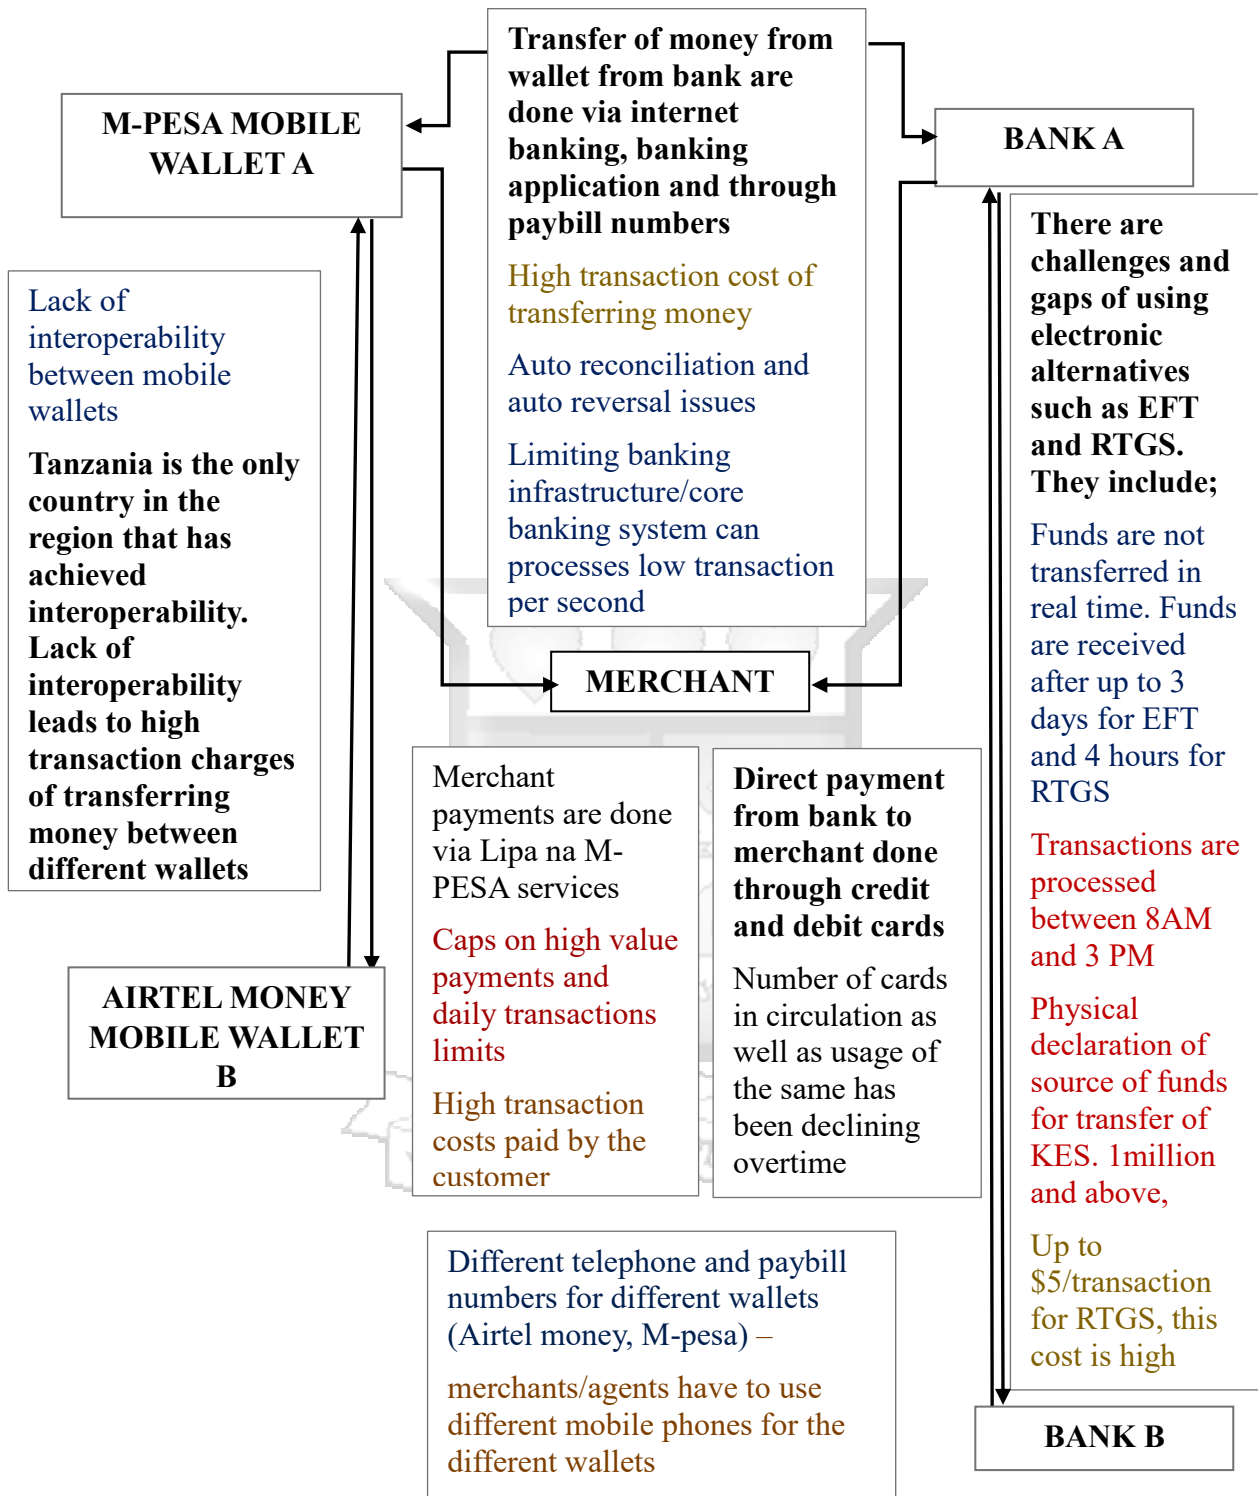 Transfer of money from
wallet from bank are
done via internet
banking, banking
application and through
paybill numbers
High transaction cost of
transferring money
Auto reconciliation and
auto reversal issues
Limiting banking
infrastructure/core
banking system can
processes low transaction
per second
M-PESA MOBILE
WALLET A
BANK A
Lack of
interoperability
between mobile
wallets
Tanzania is the only
country in the
region that has
achieved
interoperability.
Lack of
interoperability
leads to high
transaction charges
of transferring
money between
different wallets
There are
challenges and
gaps of using
electronic
alternatives
such as EFT
and RTGS.
They include;
Funds are not
transferred in
real time. Funds
are received
after up to 3
days for EFT
and 4 hours for
RTGS
Transactions are
processed
between 8AM
and 3 PM
Physical
declaration of
source of funds
for transfer of
KES. 1million
and above,
Up to
$5/transaction
for RTGS, this
cost is high
MERCHANT
Merchant
payments are done
via Lipa na M-
PESA services
Caps on high value
payments and
daily transactions
limits
High transaction
costs paid by the
customer
Direct payment
from bank to
merchant done
through credit
and debit cards
Number of cards
in circulation as
well as usage of
the same has
been declining
overtime
AIRTEL MONEY
MOBILE WALLET
B
Different telephone and paybill
numbers for different wallets
(Airtel money, M-pesa) –
merchants/agents have to use
different mobile phones for the
different wallets
BANK B